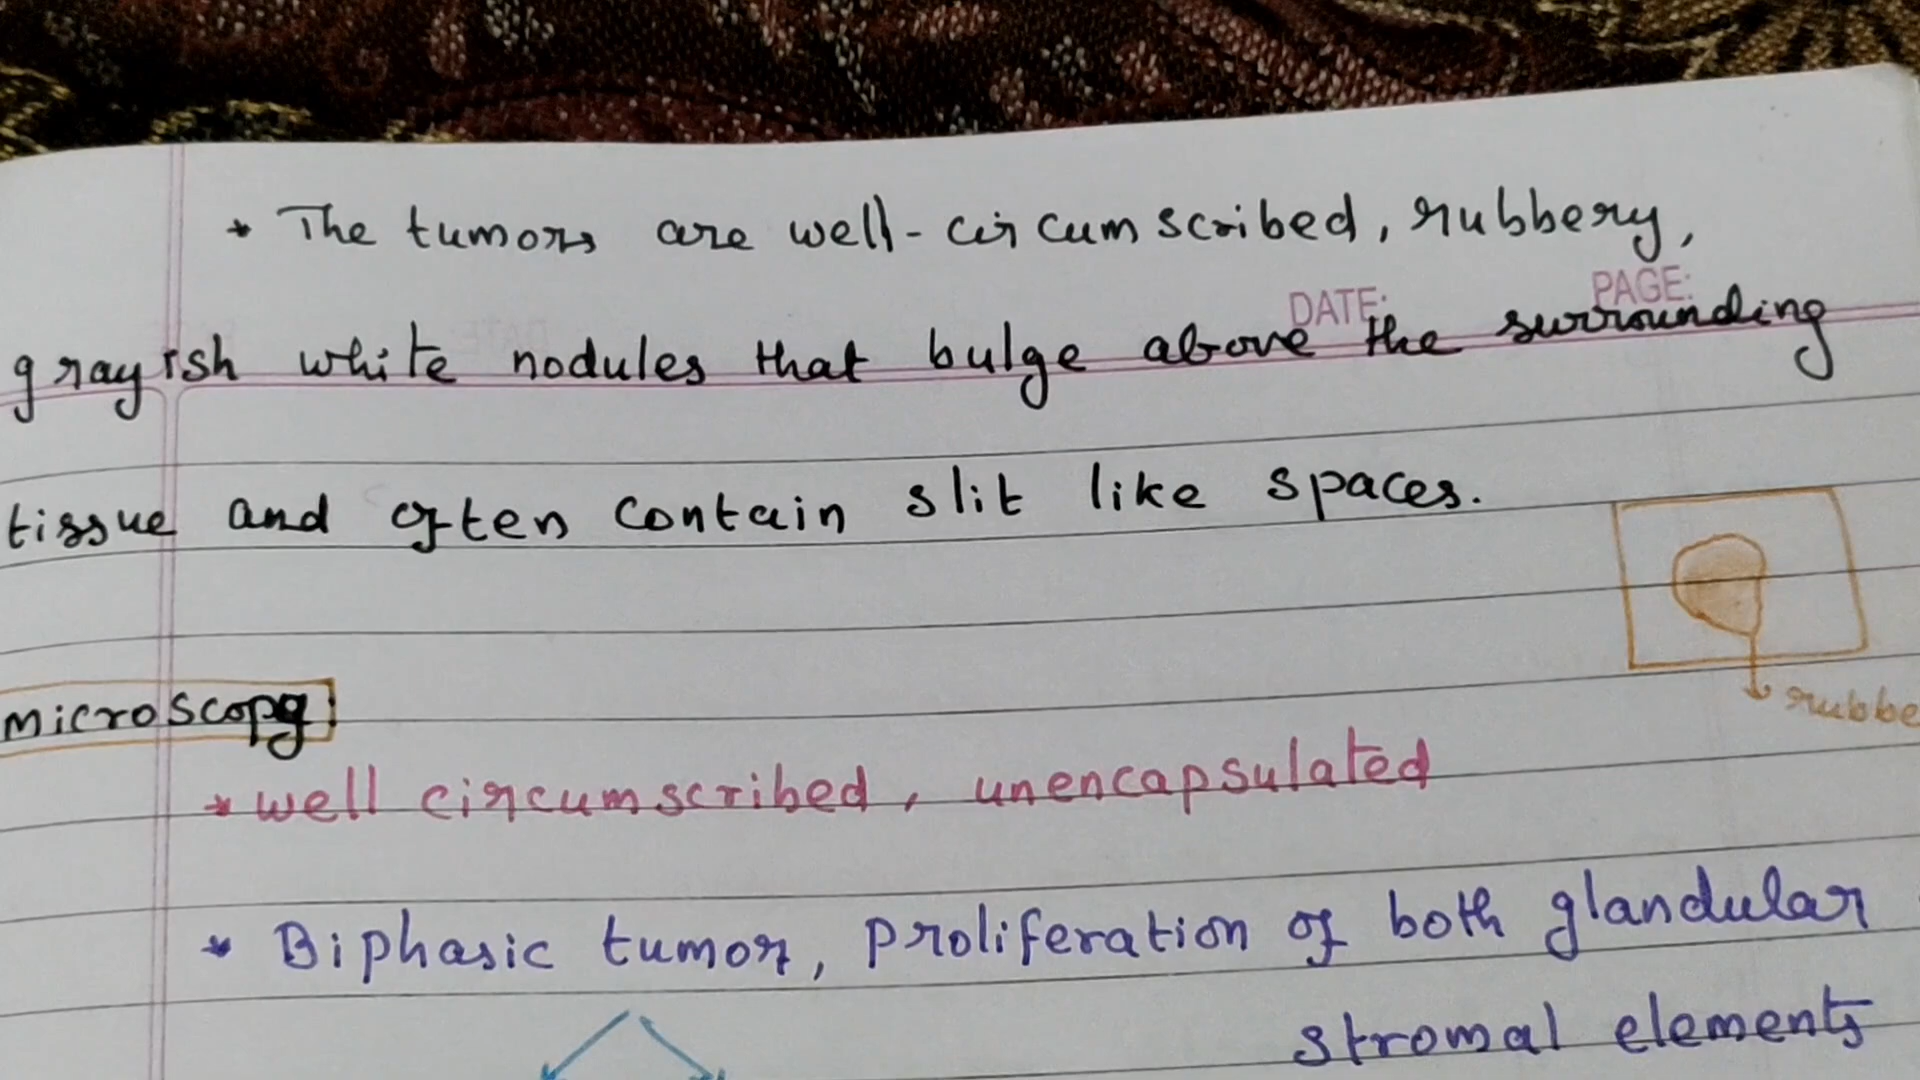 * The tumors are well-circumscribed, rubbery,
DATE: PAGE:
grayish white nodules that bulge above the surrounding
tissue and often contain slit like spaces.
rubbe
microscopy
* well circumscribed, unencapsulated
* Biphasic tumor, proliferation of both glandular
stromal elements